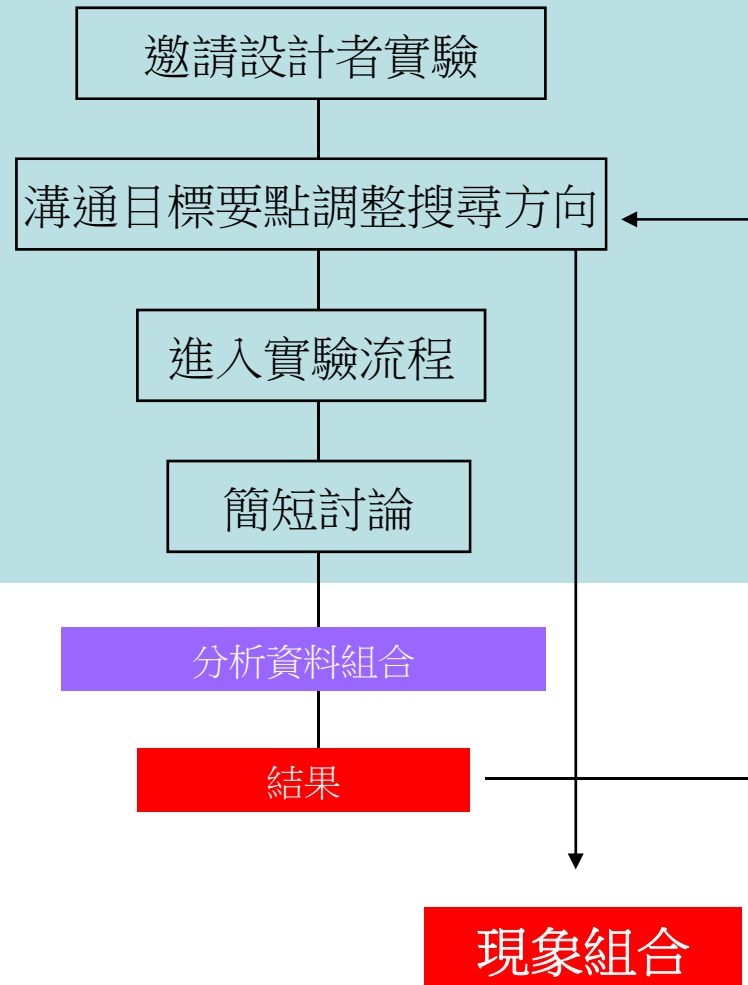 邀請設計者實驗
溝通目標要點調整搜尋方向
進入實驗流程
簡短討論
分析資料組合
結果
現象組合